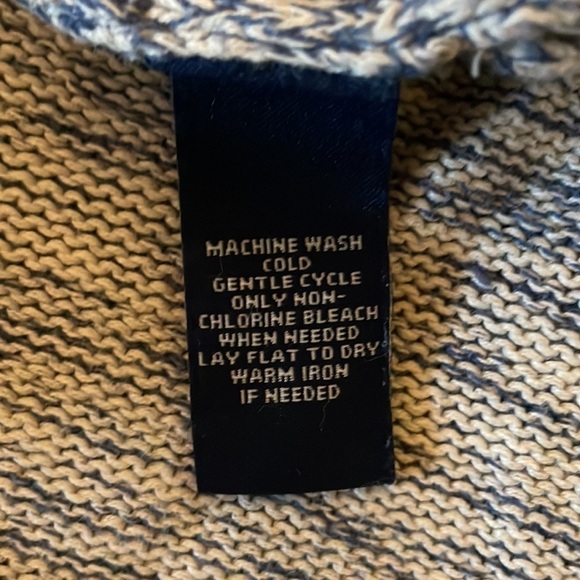 MACHINE WASH
COLD
GENTLE CYCLE
ONLY NON-
CHLORINE BLEACH
WHEN NEEDED
LAY FLAT TO DRY
WARM IRON
IF NEEDED